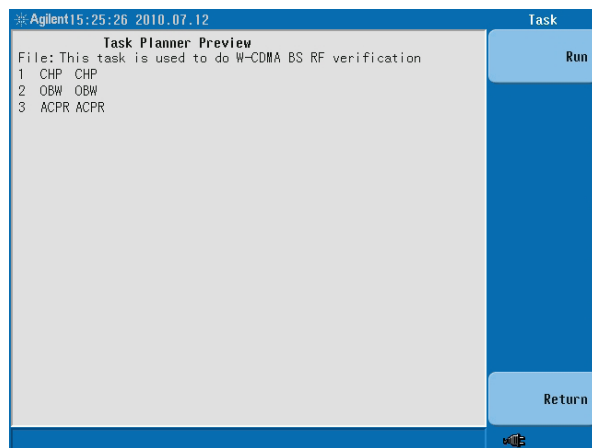 Agilent 15:25:26 2010.07.12 Task
Task Planner Preview
File: This task is used to do W-CDMA BS RF verification
1 CHP CHP
2 OBW OBW
3 ACPR ACPR
Run
Return